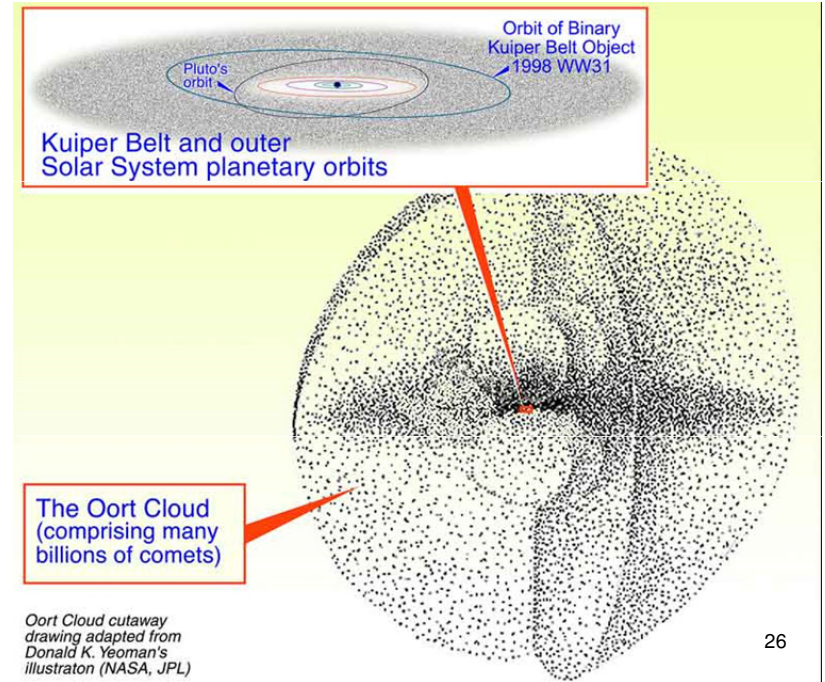 Orbit of Binary
Kuiper Belt Object
1998 WW31
Pluto's
orbit
Kuiper Belt and outer
Solar System planetary orbits
The Oort Cloud
(comprising many
billions of comets)
Oort Cloud cutaway
drawing adapted from
Donald K. Yeoman's
illustraton (NASA, JPL)
26